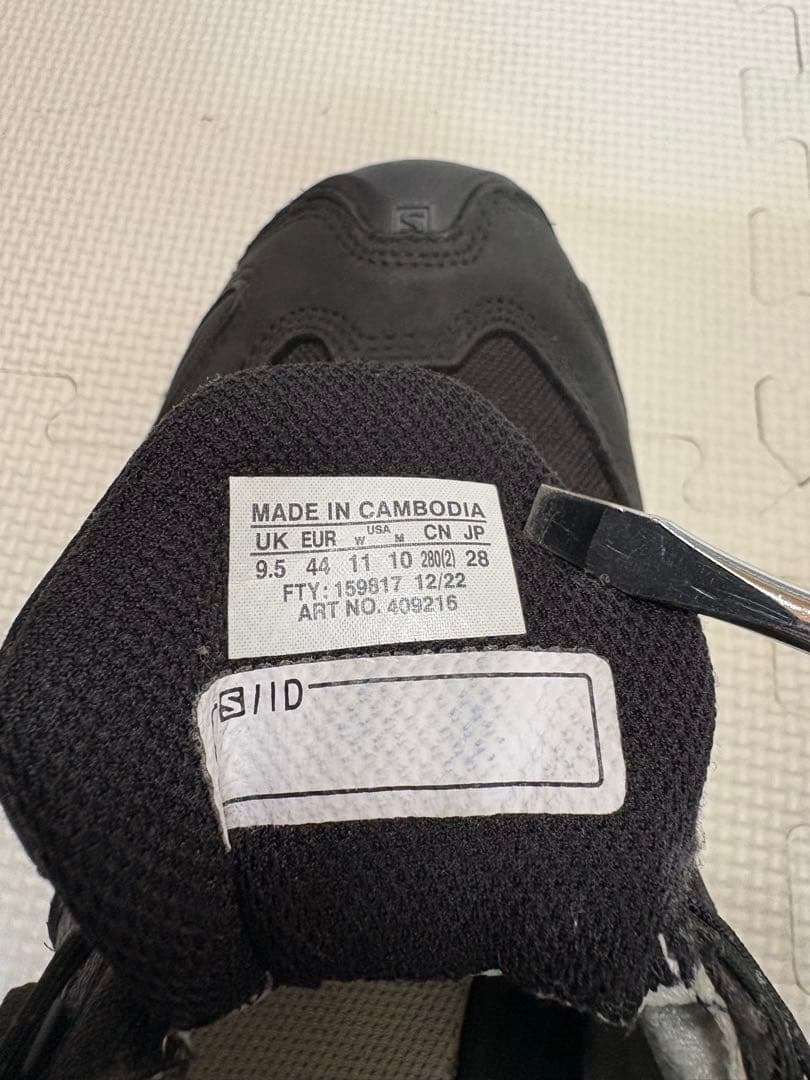 MADE IN CAMBODIA
UK EUR W USA M CN JP
9.5 44 11 10 280(2) 28
FTY: 159817 12/22
ART NO. 409216
S//ID
S